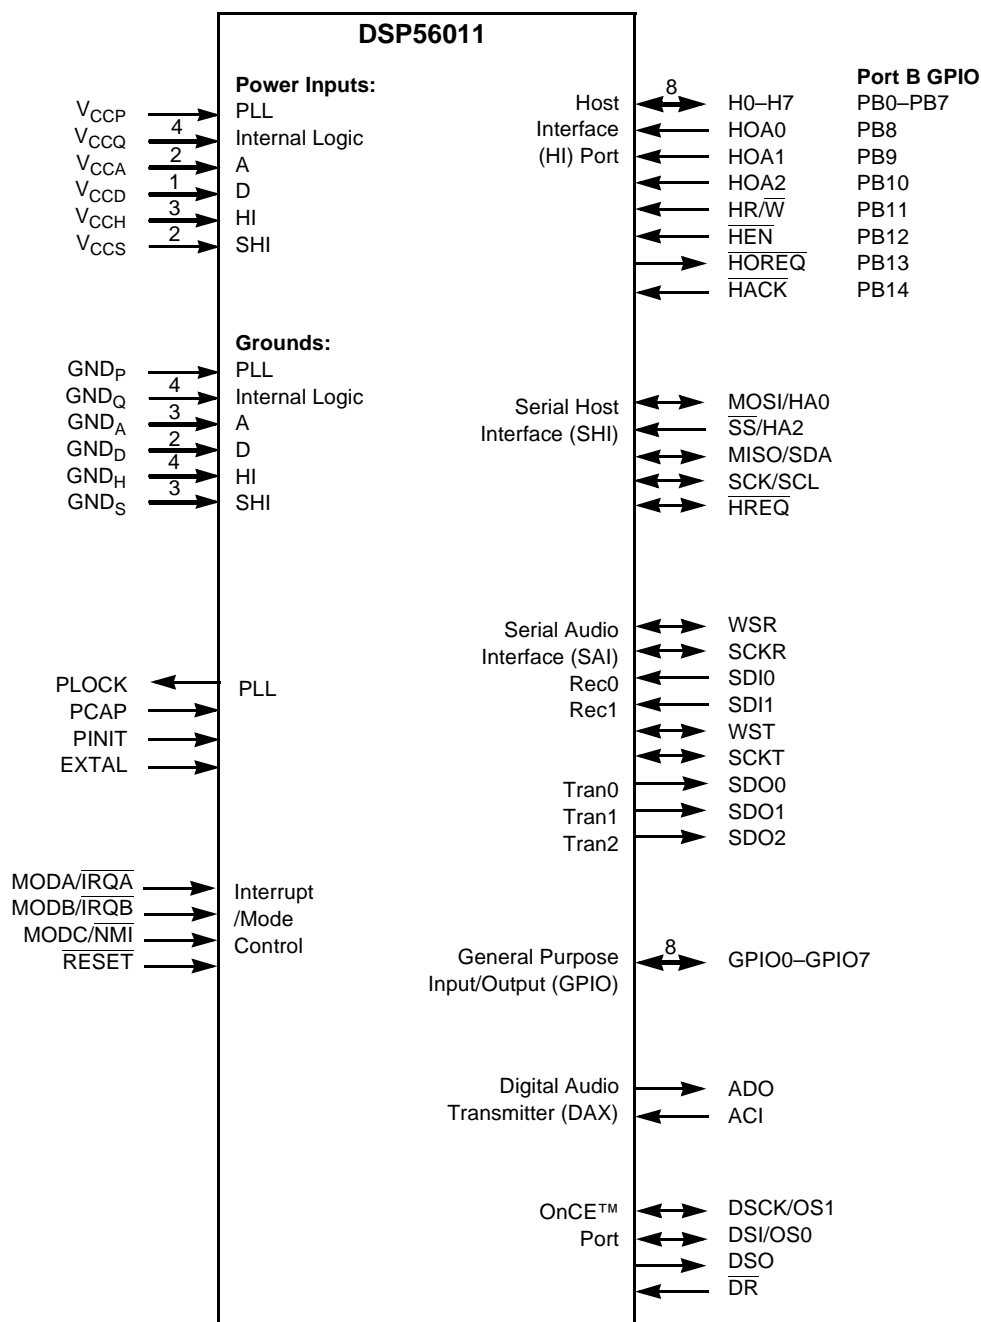 DSP56011
Power Inputs:
VCCP PLL
4
VCCQ Internal Logic
2
VCCA A
1
VCCD D
3
VCCH HI
2
VCCS SHI
Grounds:
GNDP PLL
4
GNDQ Internal Logic
3
GNDA A
2
GNDD D
4
GNDH HI
3
GNDS SHI
PLOCK PLL
PCAP
PINIT
EXTAL
MODA/IRQA Interrupt
MODB/IRQB /Mode
MODC/NMI Control
RESET
Port B GPIO
Host 8 H0–H7 PB0–PB7
Interface HOA0 PB8
(HI) Port HOA1 PB9
HOA2 PB10
HR/W PB11
HEN PB12
HOREQ PB13
HACK PB14
Serial Host MOSI/HA0
Interface (SHI) SS/HA2
MISO/SDA
SCK/SCL
HREQ
Serial Audio WSR
Interface (SAI) SCKR
Rec0 SDI0
Rec1 SDI1
WST
SCKT
Tran0 SDO0
Tran1 SDO1
Tran2 SDO2
General Purpose 8 GPIO0–GPIO7
Input/Output (GPIO)
Digital Audio ADO
Transmitter (DAX) ACI
OnCE™ DSCK/OS1
Port DSI/OS0
DSO
DR